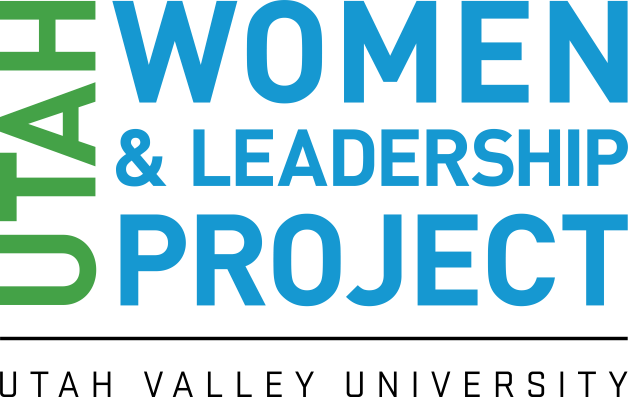 UTAH
WOMEN
& LEADERSHIP
PROJECT
UTAH VALLEY UNIVERSITY